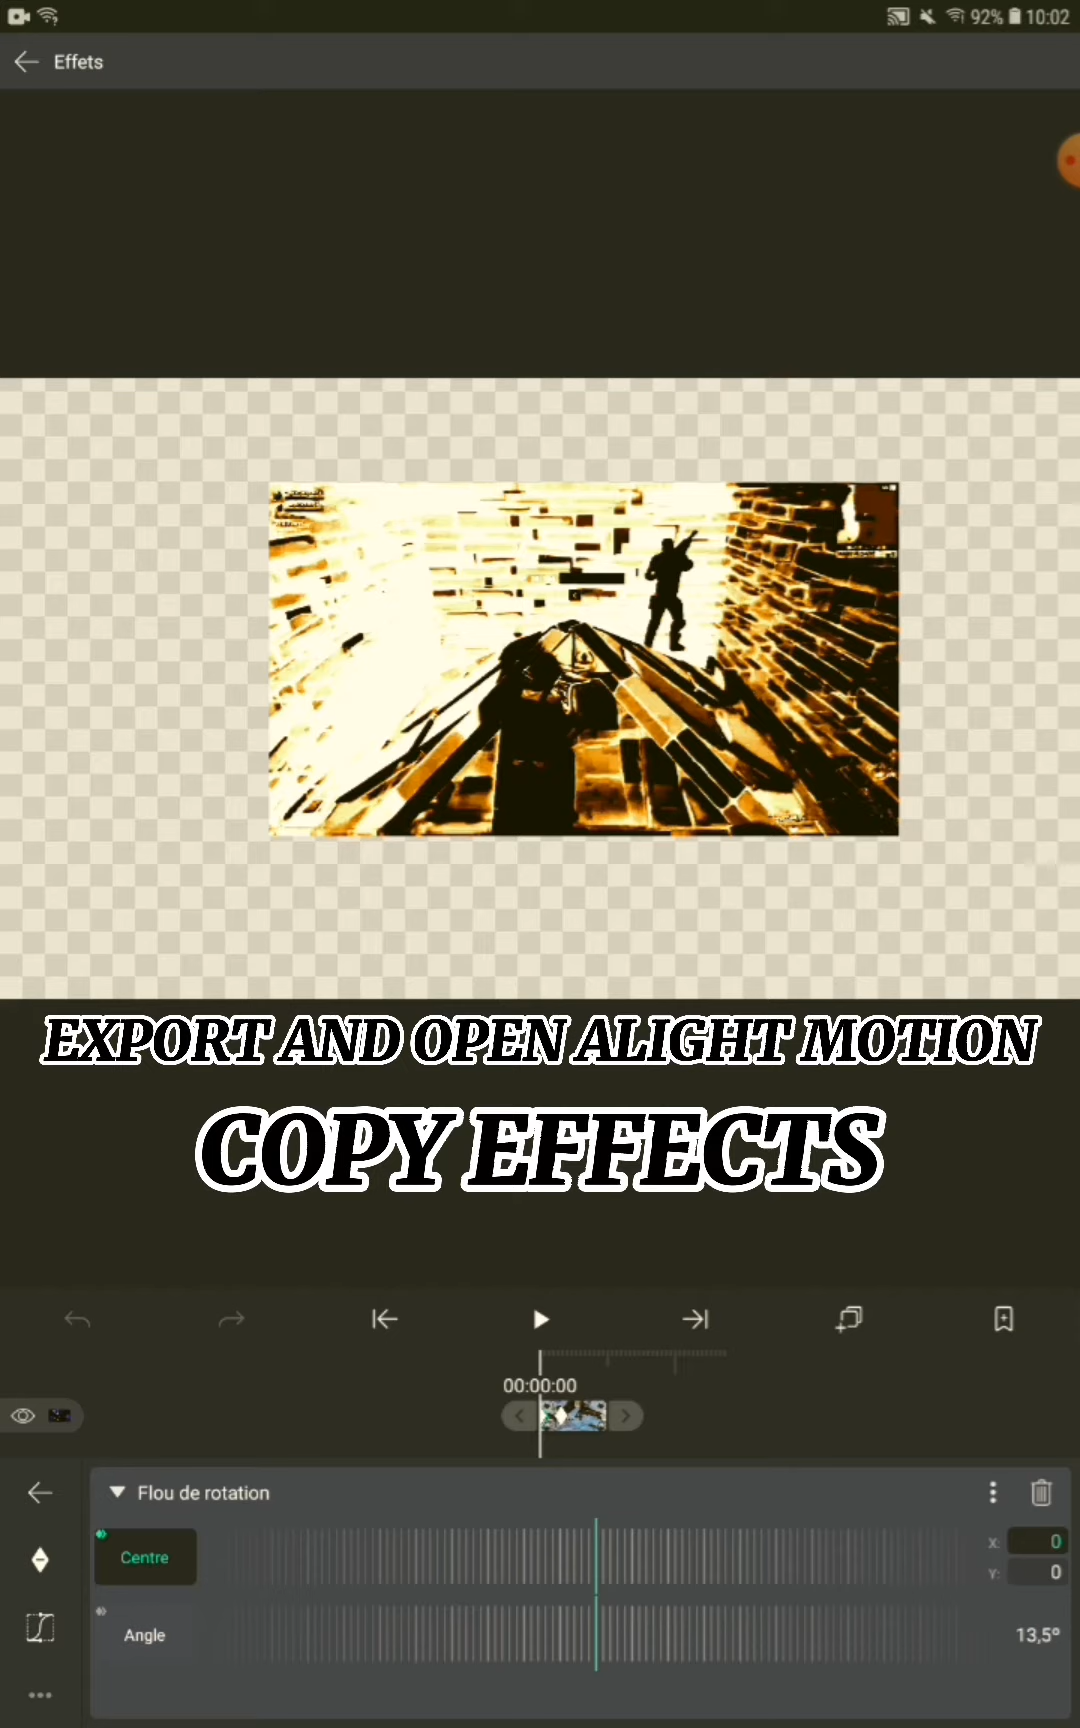 92% 10:02
Effets
EXPORT AND OPEN ALIGHT MOTION
COPY EFFECTS
00:00:00
Flou de rotation
Centre
X: 0
Y: 0
Angle
13,5°